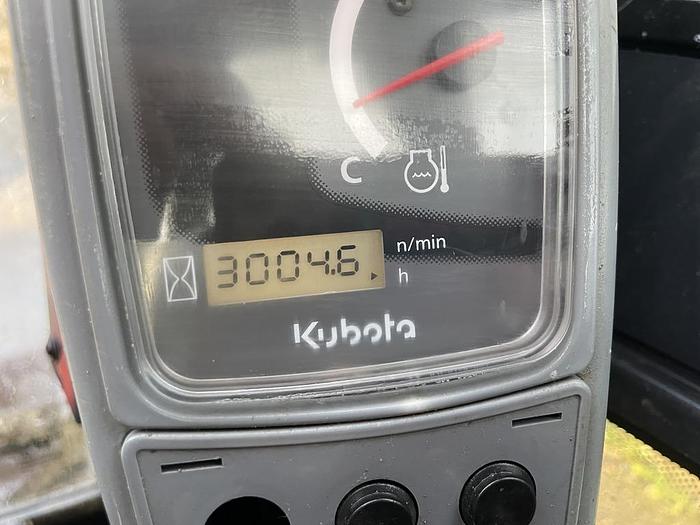 C
3004.6
n/min
h
Kubota